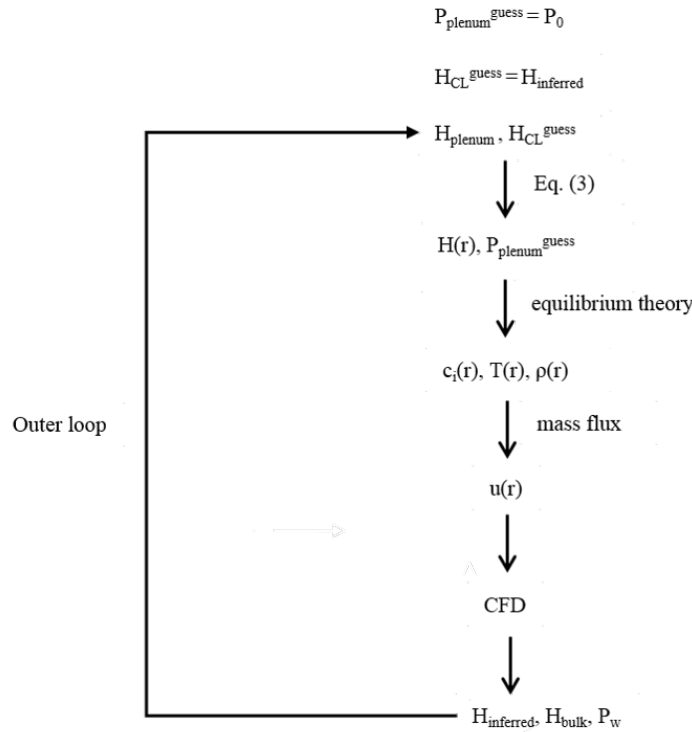 P_plenum^guess = P_0
H_CL^guess = H_inferred
H_plenum , H_CL^guess
Eq. (3)
H(r), P_plenum^guess
equilibrium theory
c_i(r), T(r), ρ(r)
mass flux
Outer loop
u(r)
CFD
H_inferred, H_bulk, P_w